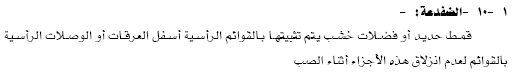 ١ -١٠ -الضفدعة: -
قمط حديد أو فضلات خشب يتم تثبيتها بالقوائم الرأسية أسفل العرقات أو الوصلات الرأسية
بالقوائم لعدم انزلاق هذه الأجزاء أثناء الصب